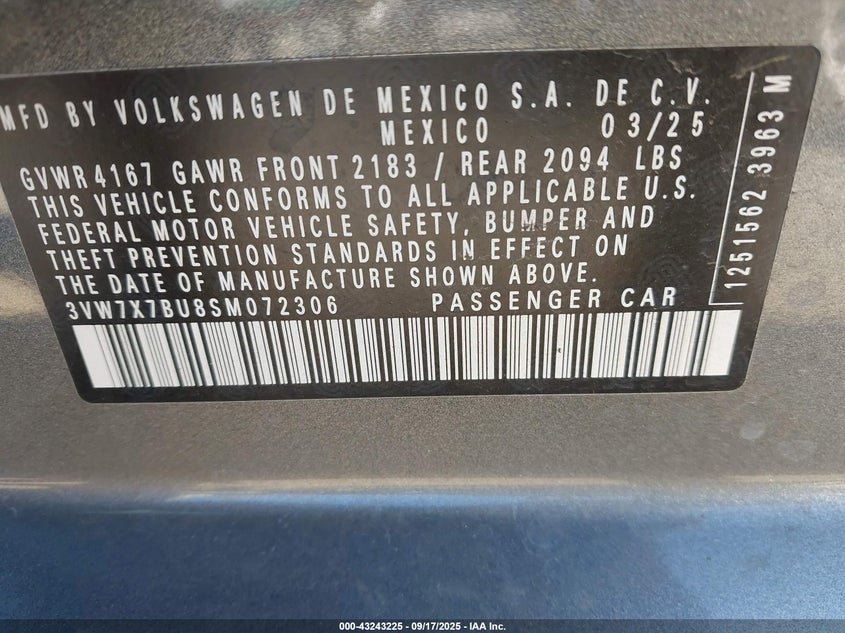 MFD BY VOLKSWAGEN DE MEXICO S.A. DE C.V.
MEXICO 03/25
GVWR 4167 GAWR FRONT 2183 / REAR 2094 LBS
THIS VEHICLE CONFORMS TO ALL APPLICABLE U.S.
FEDERAL MOTOR VEHICLE SAFETY, BUMPER AND
THEFT PREVENTION STANDARDS IN EFFECT ON
THE DATE OF MANUFACTURE SHOWN ABOVE.
3VW7X7BU8SM072306 PASSENGER CAR
1251562 3963 M
000-43243225 - 09/17/2025 - IAA Inc.